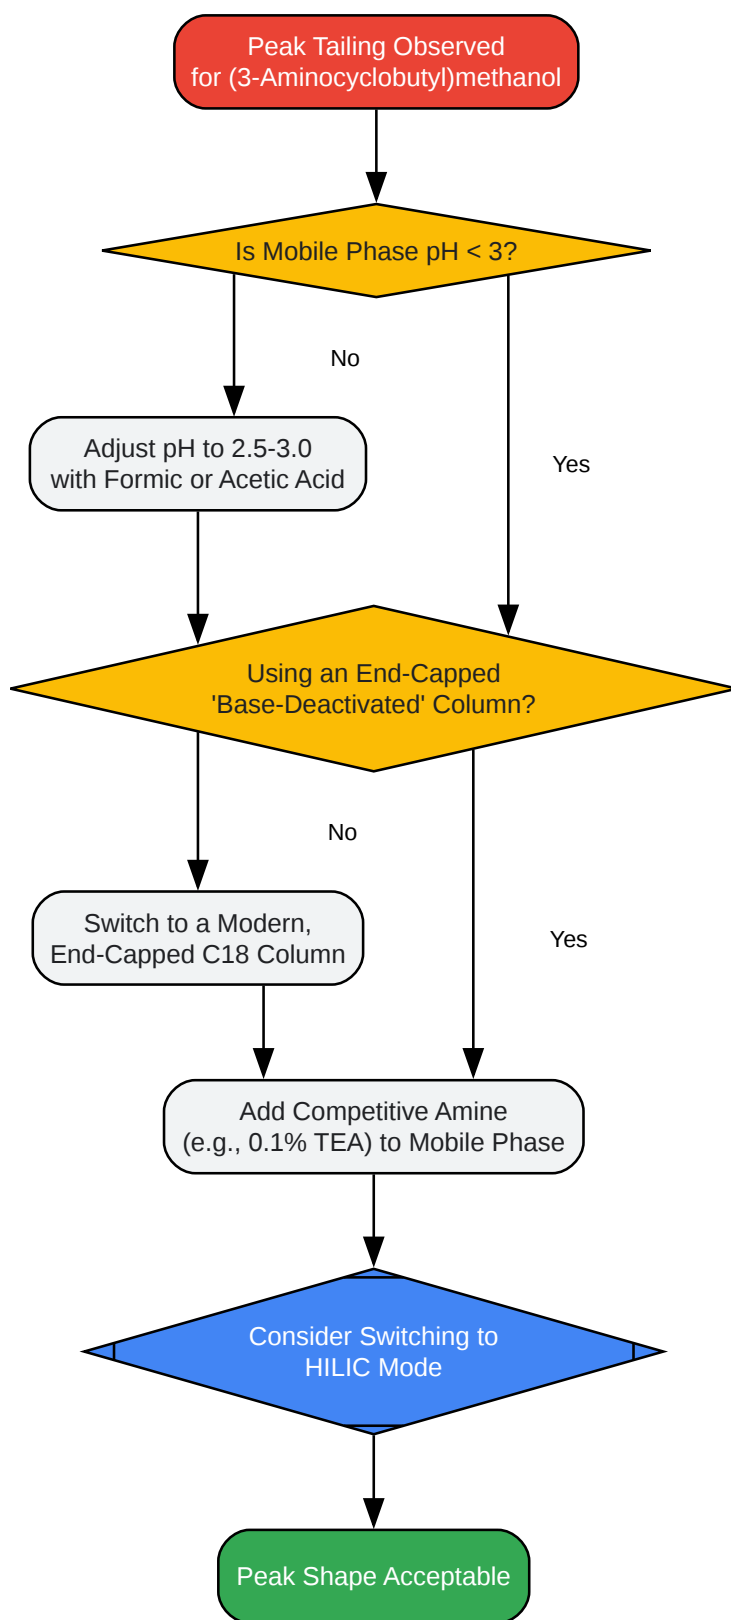 Peak Tailing Observed
for (3-Aminocyclobutyl)methanol
Is Mobile Phase pH < 3?
No
Adjust pH to 2.5-3.0
with Formic or Acetic Acid
Yes
Using an End-Capped
'Base-Deactivated' Column?
No
Switch to a Modern,
End-Capped C18 Column
Yes
Add Competitive Amine
(e.g., 0.1% TEA) to Mobile Phase
Consider Switching to
HILIC Mode
Peak Shape Acceptable